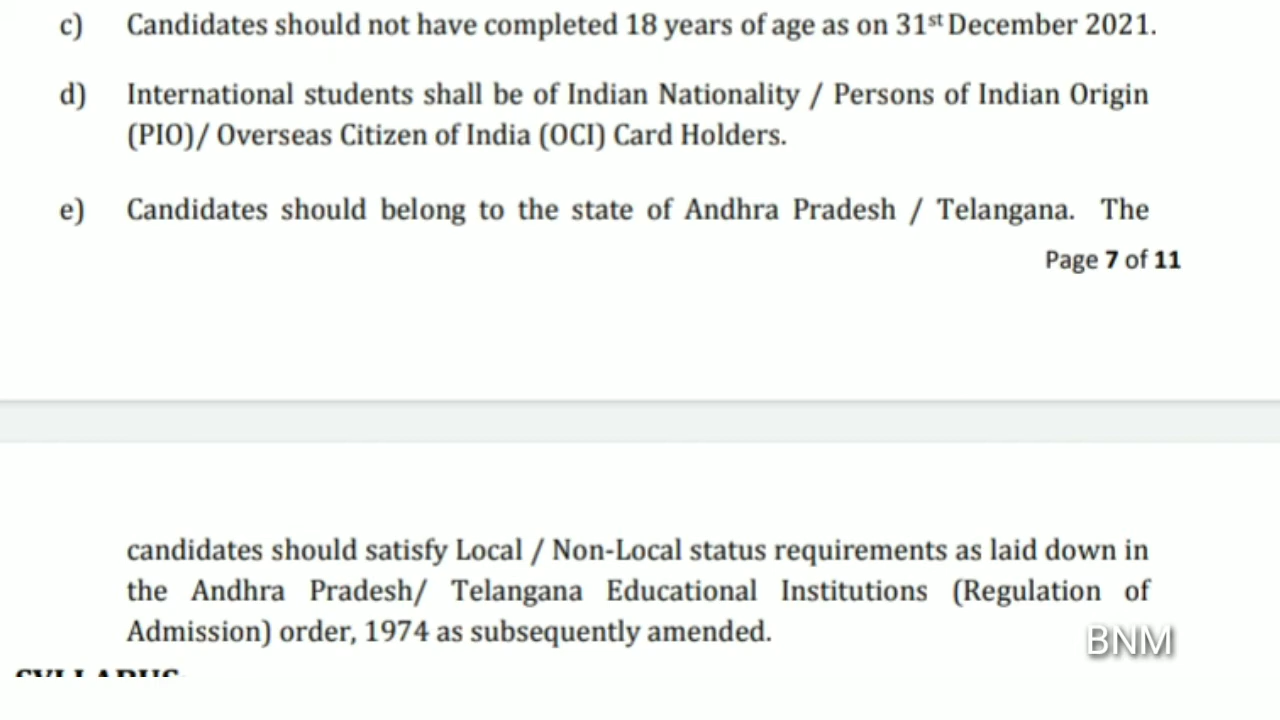 c) Candidates should not have completed 18 years of age as on 31st December 2021.
d) International students shall be of Indian Nationality / Persons of Indian Origin
(PIO)/ Overseas Citizen of India (OCI) Card Holders.
e) Candidates should belong to the state of Andhra Pradesh / Telangana. The
Page 7 of 11
candidates should satisfy Local / Non-Local status requirements as laid down in
the Andhra Pradesh/ Telangana Educational Institutions (Regulation of
Admission) order, 1974 as subsequently amended.
BNM
SYLLABUS: